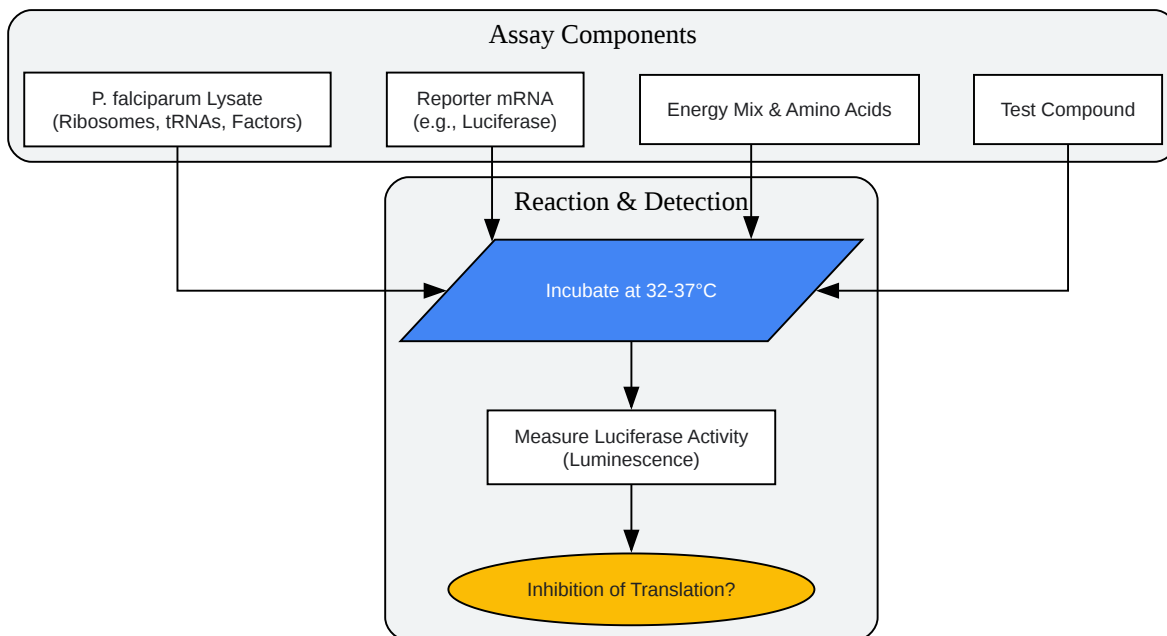 Assay Components
P. falciparum Lysate
(Ribosomes, tRNAs, Factors)
Reporter mRNA
(e.g., Luciferase)
Energy Mix & Amino Acids
Test Compound
Reaction & Detection
Incubate at 32-37°C
Measure Luciferase Activity
(Luminescence)
Inhibition of Translation?